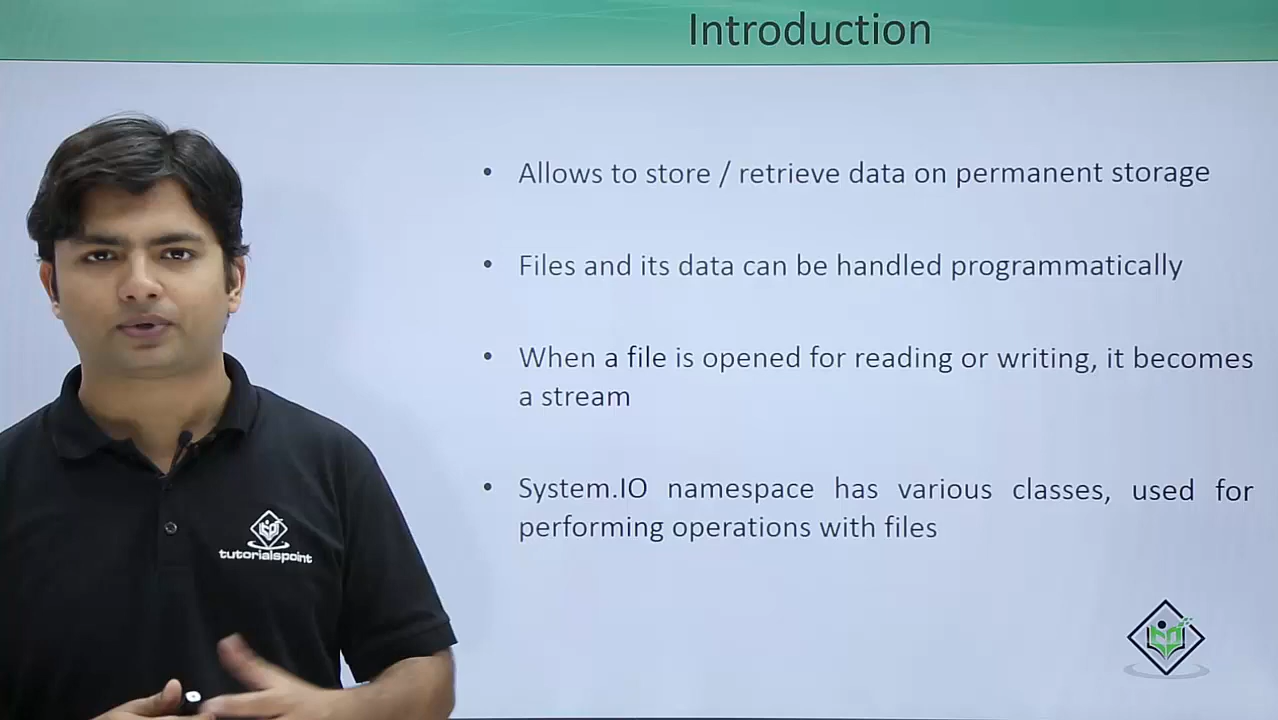 Introduction
• Allows to store / retrieve data on permanent storage
• Files and its data can be handled programmatically
• When a file is opened for reading or writing, it becomes
a stream
• System.IO namespace has various classes, used for
performing operations with files
tutorialspoint